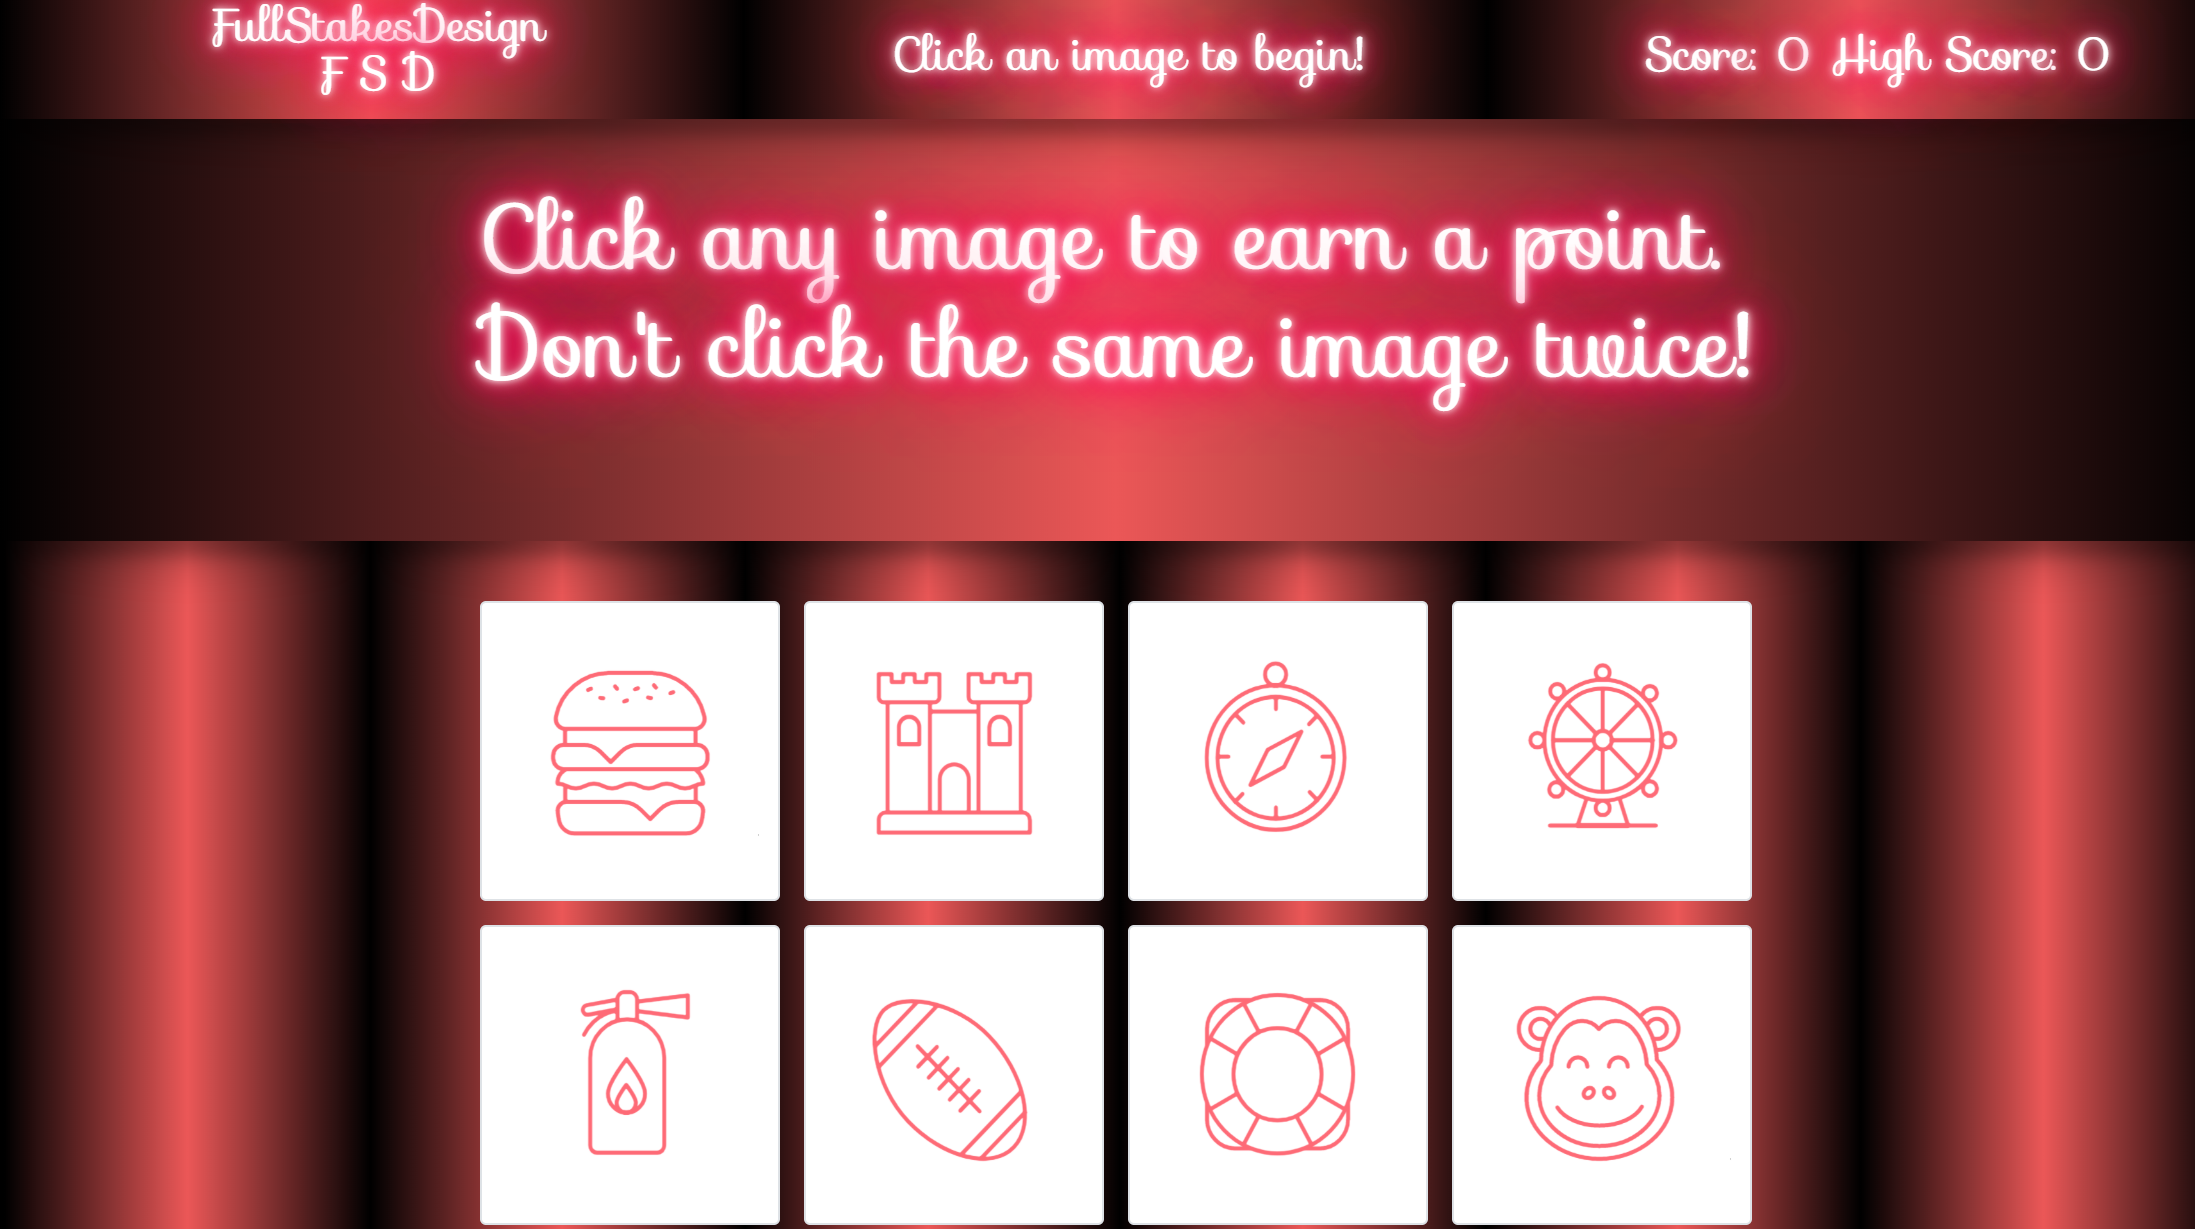 FullStakesDesign
F S D
Click an image to begin!
Score: 0 High Score: 0
Click any image to earn a point.
Don't click the same image twice!